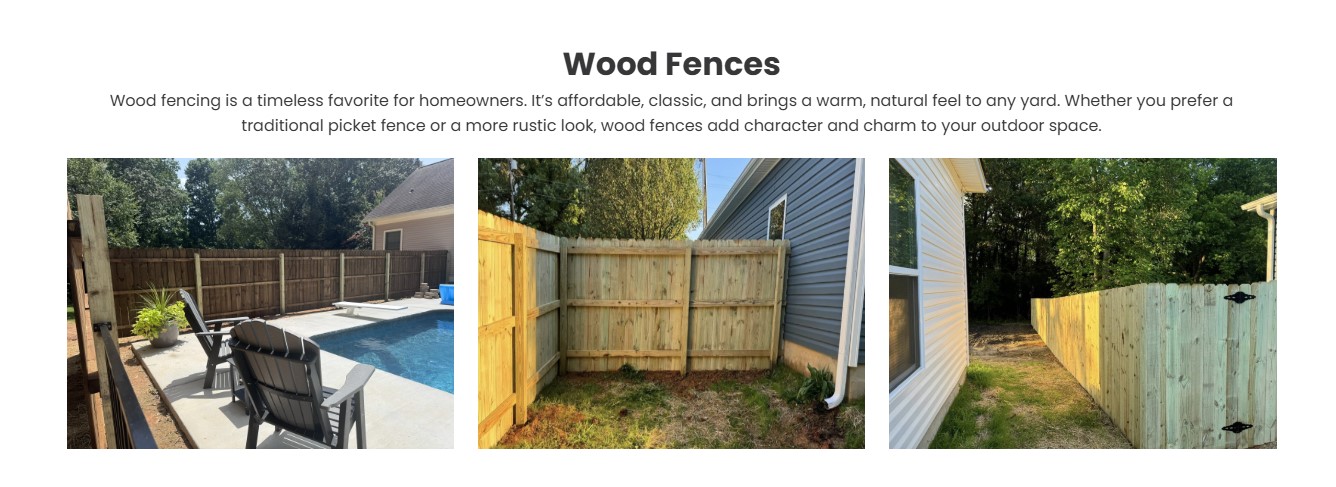 Wood Fences
Wood fencing is a timeless favorite for homeowners. It’s affordable, classic, and brings a warm, natural feel to any yard. Whether you prefer a
traditional picket fence or a more rustic look, wood fences add character and charm to your outdoor space.